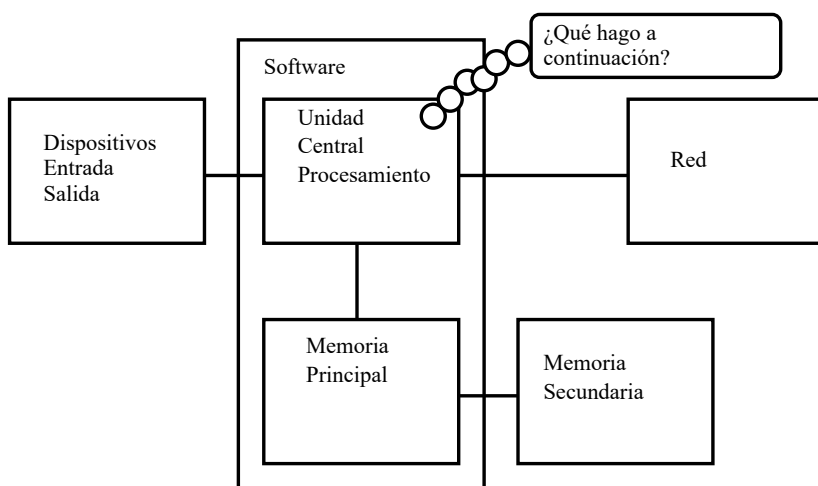 ¿Qué hago a
continuación?
Software
Unidad
Central
Procesamiento
Dispositivos
Entrada
Salida
Red
Memoria
Principal
Memoria
Secundaria